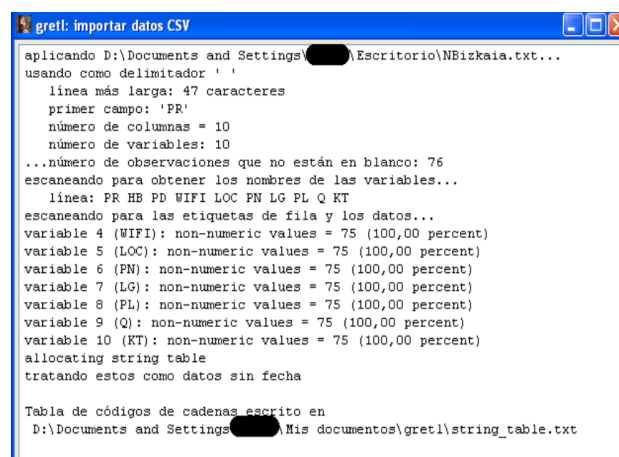 gretl: importar datos CSV
aplicando D:\Documents and Settings\ \Escritorio\NBizkaia.txt...
usando como delimitador ' '
línea más larga: 47 caracteres
primer campo: 'PR'
número de columnas = 10
número de variables: 10
...número de observaciones que no están en blanco: 76
escaneando para obtener los nombres de las variables...
línea: PR HB PD WIFI LOC PN LG PL Q KT
escaneando para las etiquetas de fila y los datos...
variable 4 (WIFI): non-numeric values = 75 (100,00 percent)
variable 5 (LOC): non-numeric values = 75 (100,00 percent)
variable 6 (PN): non-numeric values = 75 (100,00 percent)
variable 7 (LG): non-numeric values = 75 (100,00 percent)
variable 8 (PL): non-numeric values = 75 (100,00 percent)
variable 9 (Q): non-numeric values = 75 (100,00 percent)
variable 10 (KT): non-numeric values = 75 (100,00 percent)
allocating string table
tratando estos como datos sin fecha
Tabla de códigos de cadenas escrito en
D:\Documents and Settings \Mis documentos\gretl\string_table.txt